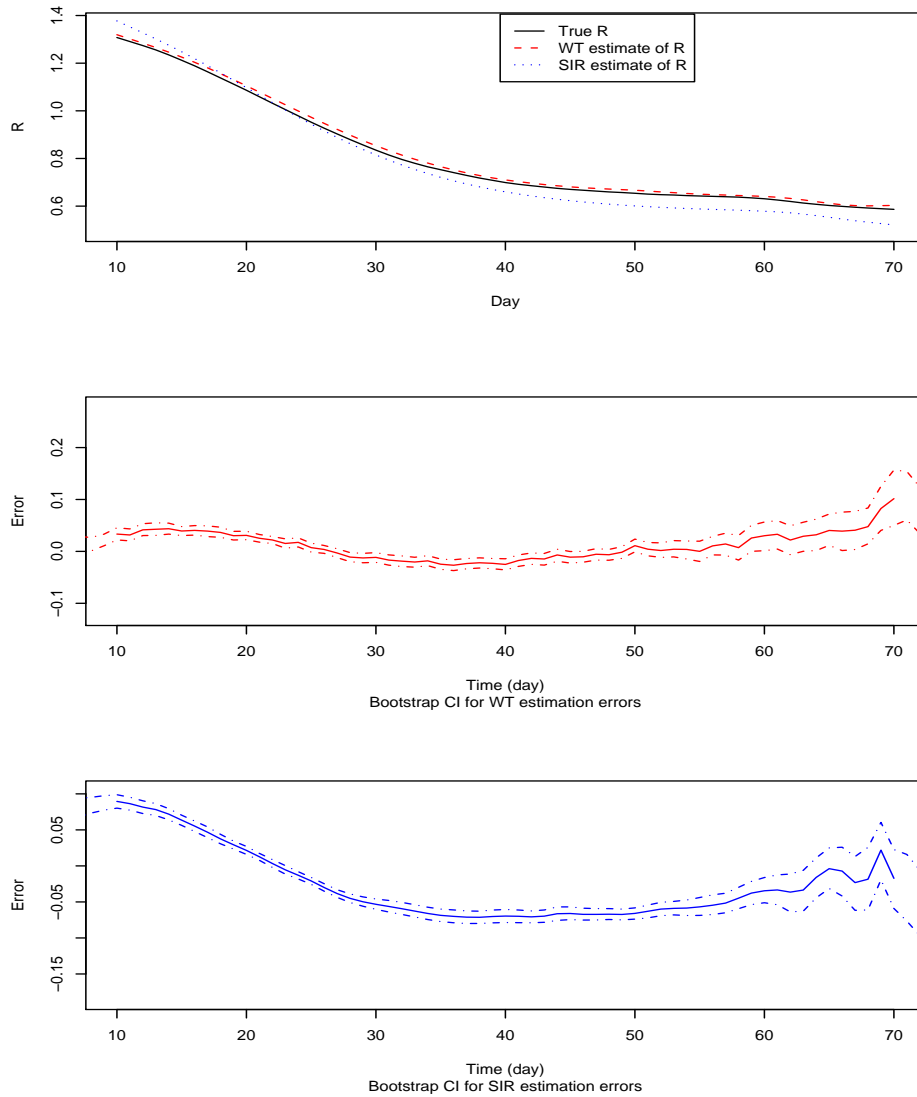 True R
WT estimate of R
SIR estimate of R
1.4
1.2
1.0
0.8
0.6
R
10 20 30 40 50 60 70
Day
0.2
0.1
0.0
−0.1
Error
10 20 30 40 50 60 70
Time (day)
Bootstrap CI for WT estimation errors
0.05
−0.05
−0.15
Error
10 20 30 40 50 60 70
Time (day)
Bootstrap CI for SIR estimation errors